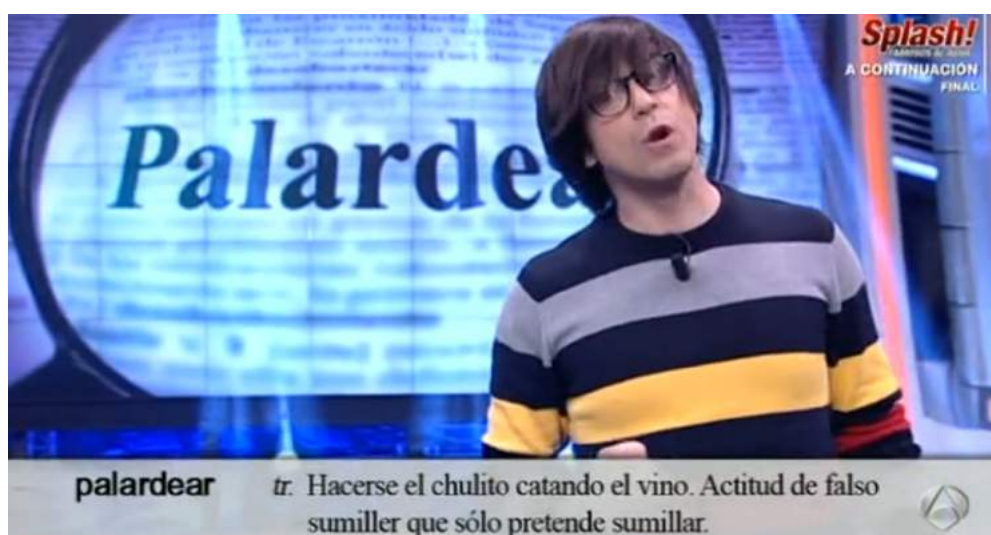 Splash!
A CONTINUACIÓN
FINAL
Palardea
palardear tr. Hacerse el chulito catando el vino. Actitud de falso
sumiller que sólo pretende sumillar.